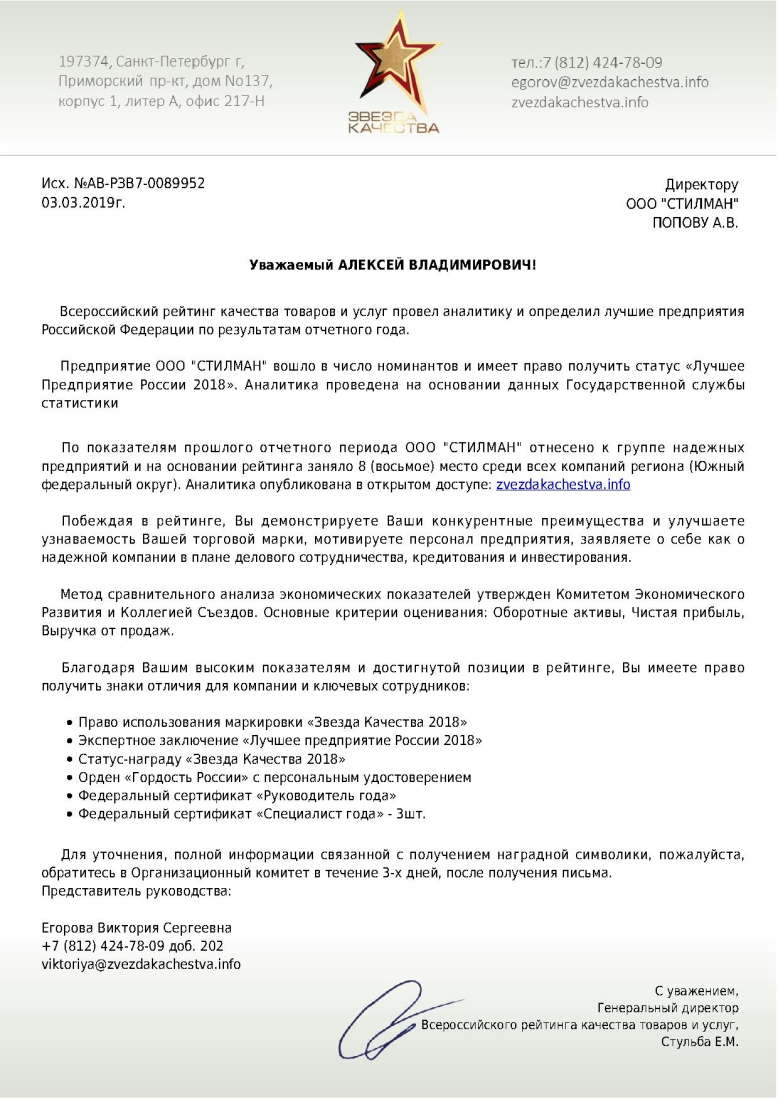 197374, Санкт-Петербург г,
Приморский пр-кт, дом No137,
корпус 1, литер А, офис 217-Н
ЗВЕЗДА
КАЧЕСТВА
тел.:7 (812) 424-78-09
egorov@zvezdakachestva.info
zvezdakachestva.info
Исх. №АВ-РЗВ7-0089952
03.03.2019г.
Директору
ООО "СТИЛМАН"
ПОПОВУ А.В.
Уважаемый АЛЕКСЕЙ ВЛАДИМИРОВИЧ!
Всероссийский рейтинг качества товаров и услуг провел аналитику и определил лучшие предприятия
Российской Федерации по результатам отчетного года.
Предприятие ООО "СТИЛМАН" вошло в число номинантов и имеет право получить статус «Лучшее
Предприятие России 2018». Аналитика проведена на основании данных Государственной службы
статистики
По показателям прошлого отчетного периода ООО "СТИЛМАН" отнесено к группе надежных
предприятий и на основании рейтинга заняло 8 (восьмое) место среди всех компаний региона (Южный
федеральный округ). Аналитика опубликована в открытом доступе: zvezdakachestva.info
Побеждая в рейтинге, Вы демонстрируете Ваши конкурентные преимущества и улучшаете
узнаваемость Вашей торговой марки, мотивируете персонал предприятия, заявляете о себе как о
надежной компании в плане делового сотрудничества, кредитования и инвестирования.
Метод сравнительного анализа экономических показателей утвержден Комитетом Экономического
Развития и Коллегией Съездов. Основные критерии оценивания: Оборотные активы, Чистая прибыль,
Выручка от продаж.
Благодаря Вашим высоким показателям и достигнутой позиции в рейтинге, Вы имеете право
получить знаки отличия для компании и ключевых сотрудников:
• Право использования маркировки «Звезда Качества 2018»
• Экспертное заключение «Лучшее предприятие России 2018»
• Статус-награду «Звезда Качества 2018»
• Орден «Гордость России» с персональным удостоверением
• Федеральный сертификат «Руководитель года»
• Федеральный сертификат «Специалист года» - 3шт.
Для уточнения, полной информации связанной с получением наградной символики, пожалуйста,
обратитесь в Организационный комитет в течение 3-х дней, после получения письма.
Представитель руководства:
Егорова Виктория Сергеевна
+7 (812) 424-78-09 доб. 202
viktoriya@zvezdakachestva.info
С уважением,
Генеральный директор
Всероссийского рейтинга качества товаров и услуг,
Стульба Е.М.